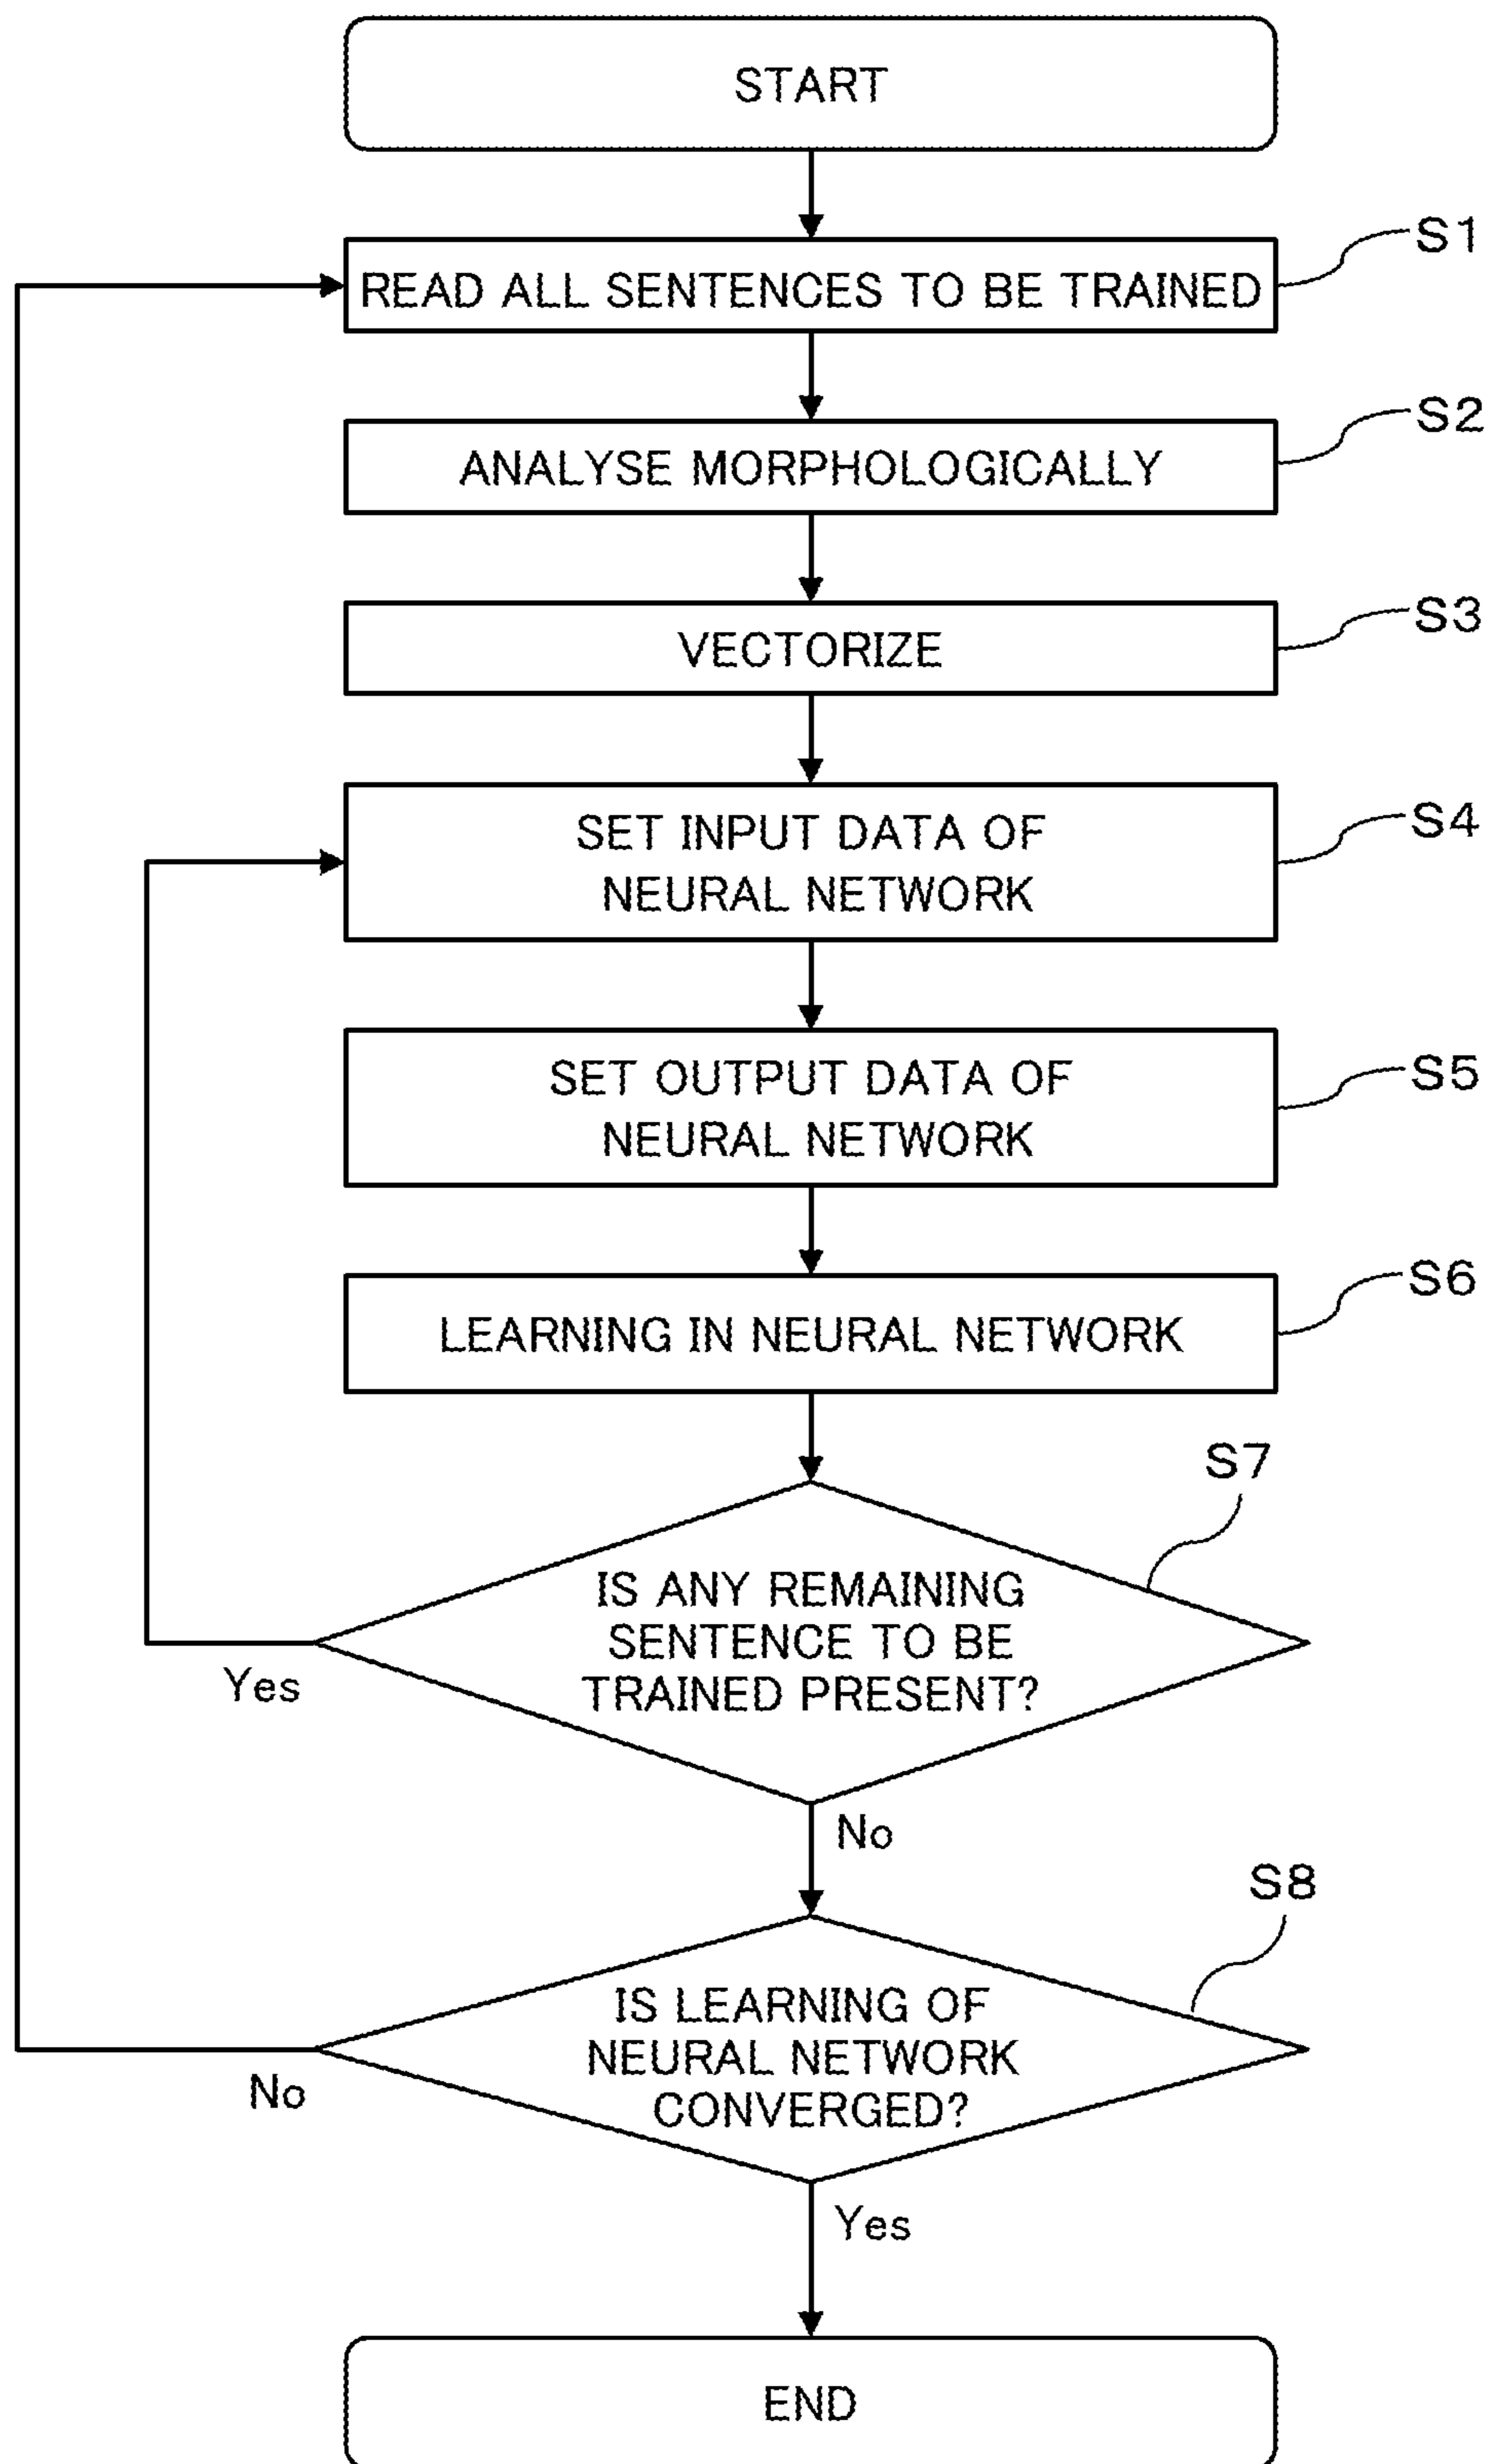 START
S1
READ ALL SENTENCES TO BE TRAINED
S2
ANALYSE MORPHOLOGICALLY
S3
VECTORIZE
S4
SET INPUT DATA OF
NEURAL NETWORK
S5
SET OUTPUT DATA OF
NEURAL NETWORK
S6
LEARNING IN NEURAL NETWORK
S7
IS ANY REMAINING
SENTENCE TO BE
TRAINED PRESENT?
Yes
No
S8
IS LEARNING OF
NEURAL NETWORK
CONVERGED?
No
Yes
END